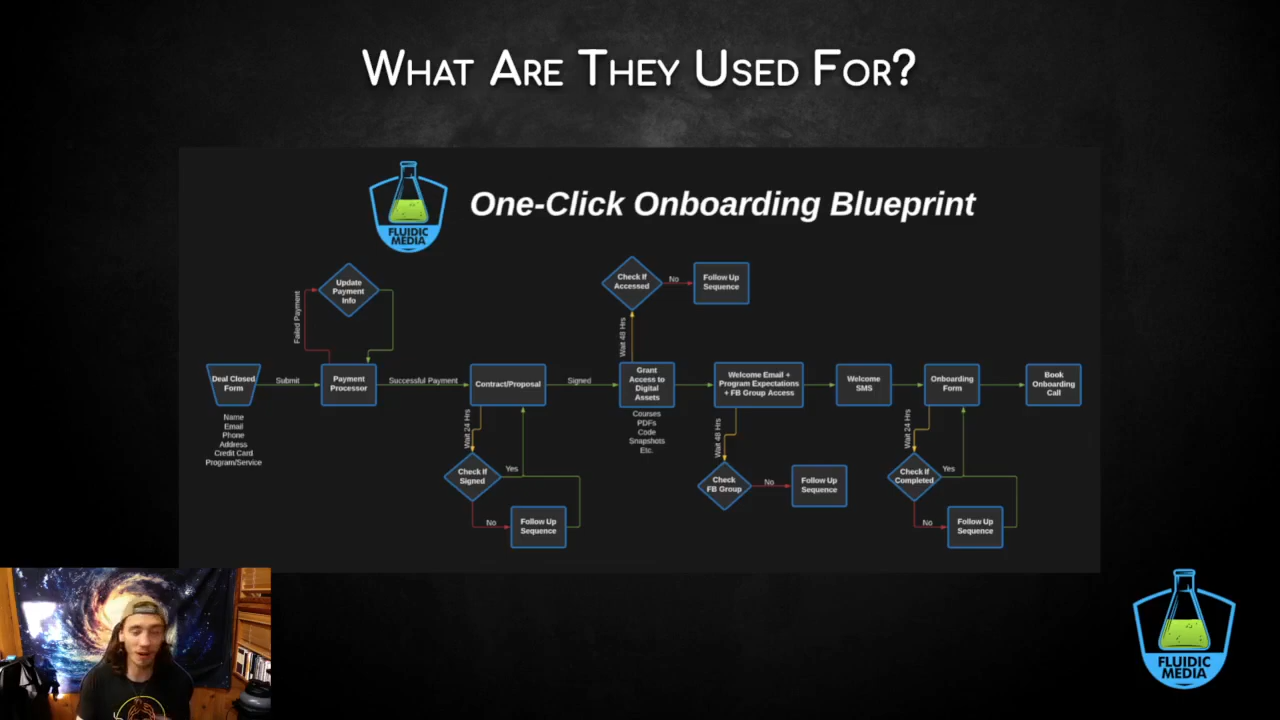 What Are They Used For?
FLUIDIC
MEDIA
One-Click Onboarding Blueprint
Update
Payment
Info
Failed Payment
Check If
Accessed
No
Follow Up
Sequence
Wait 48 Hrs
Deal Closed
Form
Submit
Payment
Processor
Successful Payment
Contract/Proposal
Signed
Grant
Access to
Digital
Assets
Welcome Email +
Program Expectations
+ FB Group Access
Welcome
SMS
Onboarding
Form
Book
Onboarding
Call
Name
Email
Phone
Address
Credit Card
Program/Service
Courses
PDFs
Code
Snapshots
Etc.
Wait 24 Hrs
Check If
Signed
Yes
No
Follow Up
Sequence
Wait 48 Hrs
Check
FB Group
No
Follow Up
Sequence
Wait 24 Hrs
Check If
Completed
Yes
No
Follow Up
Sequence
FLUIDIC
MEDIA